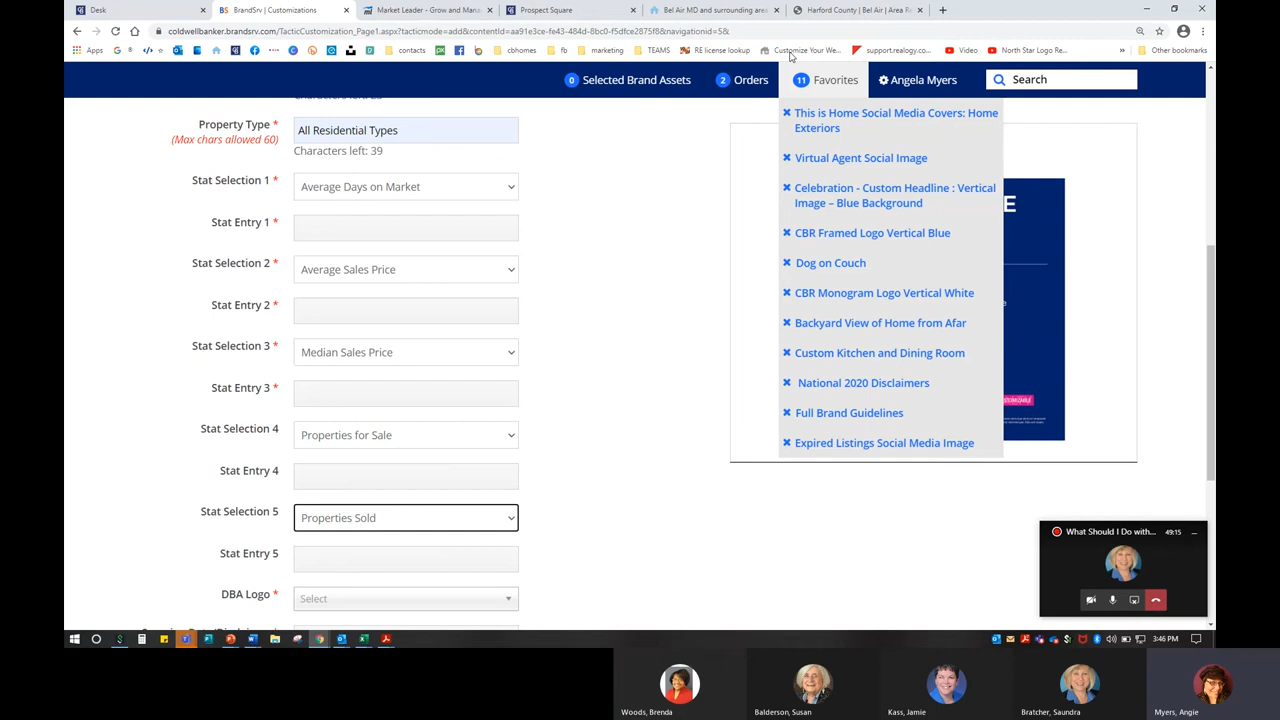 Desk
BS BrandSrv | Customizations
Market Leader - Grow and Man
Prospect Square
Bel Air MD and surrounding area
Harford County | Bel Air | Area R
coldwellbanker.brandsrv.com/TacticCustomization_Page1.aspx?tacticmode=add&contentId=aa91e3ce-fe43-484d-8bc0-f5dfce2875f8&navigationid=5&
Apps
contacts
cbhomes
fb
marketing
TEAMS
RE license lookup
Customize Your We...
support.realogy.co...
Video
North Star Logo Re...
Other bookmarks
0 Selected Brand Assets
2 Orders
11 Favorites
Angela Myers
Search
Property Type *
(Max chars allowed 60)
All Residential Types
Characters left: 39
Stat Selection 1 *
Average Days on Market
Stat Entry 1 *
Stat Selection 2 *
Average Sales Price
Stat Entry 2 *
Stat Selection 3 *
Median Sales Price
Stat Entry 3 *
Stat Selection 4
Properties for Sale
Stat Entry 4
Stat Selection 5
Properties Sold
Stat Entry 5
DBA Logo *
Select
This is Home Social Media Covers: Home
Exteriors
Virtual Agent Social Image
Celebration - Custom Headline : Vertical
Image – Blue Background
CBR Framed Logo Vertical Blue
Dog on Couch
CBR Monogram Logo Vertical White
Backyard View of Home from Afar
Custom Kitchen and Dining Room
National 2020 Disclaimers
Full Brand Guidelines
Expired Listings Social Media Image
E
What Should I Do with...
49:15
3:46 PM
Woods, Brenda
Balderson, Susan
Kass, Jamie
Bratcher, Saundra
Myers, Angie